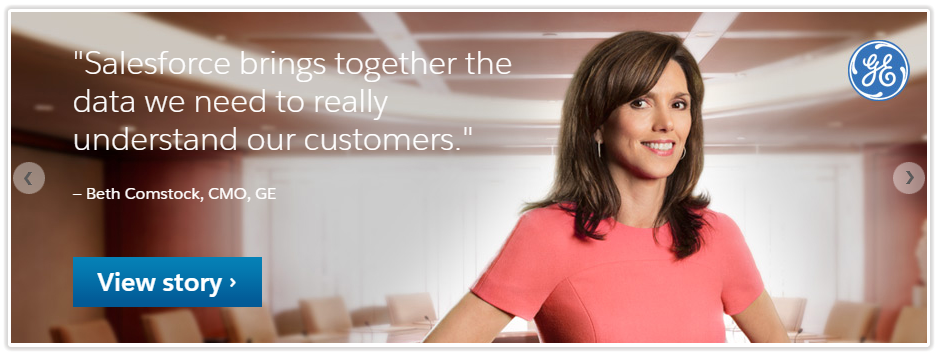 "Salesforce brings together the
data we need to really
understand our customers."
– Beth Comstock, CMO, GE
View story ›
GE